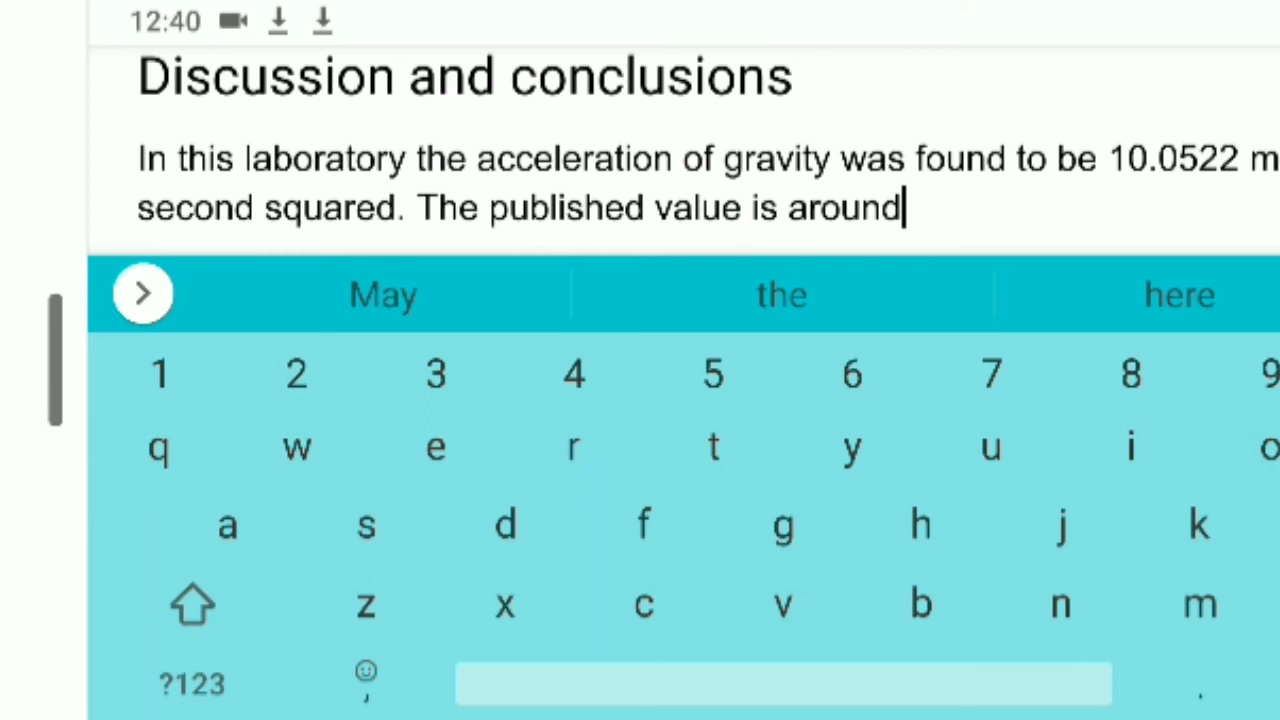 12:40
Discussion and conclusions
In this laboratory the acceleration of gravity was found to be 10.0522 m
second squared. The published value is around
May the here
1 2 3 4 5 6 7 8 9
q w e r t y u i o
a s d f g h j k
z x c v b n m
?123 , .